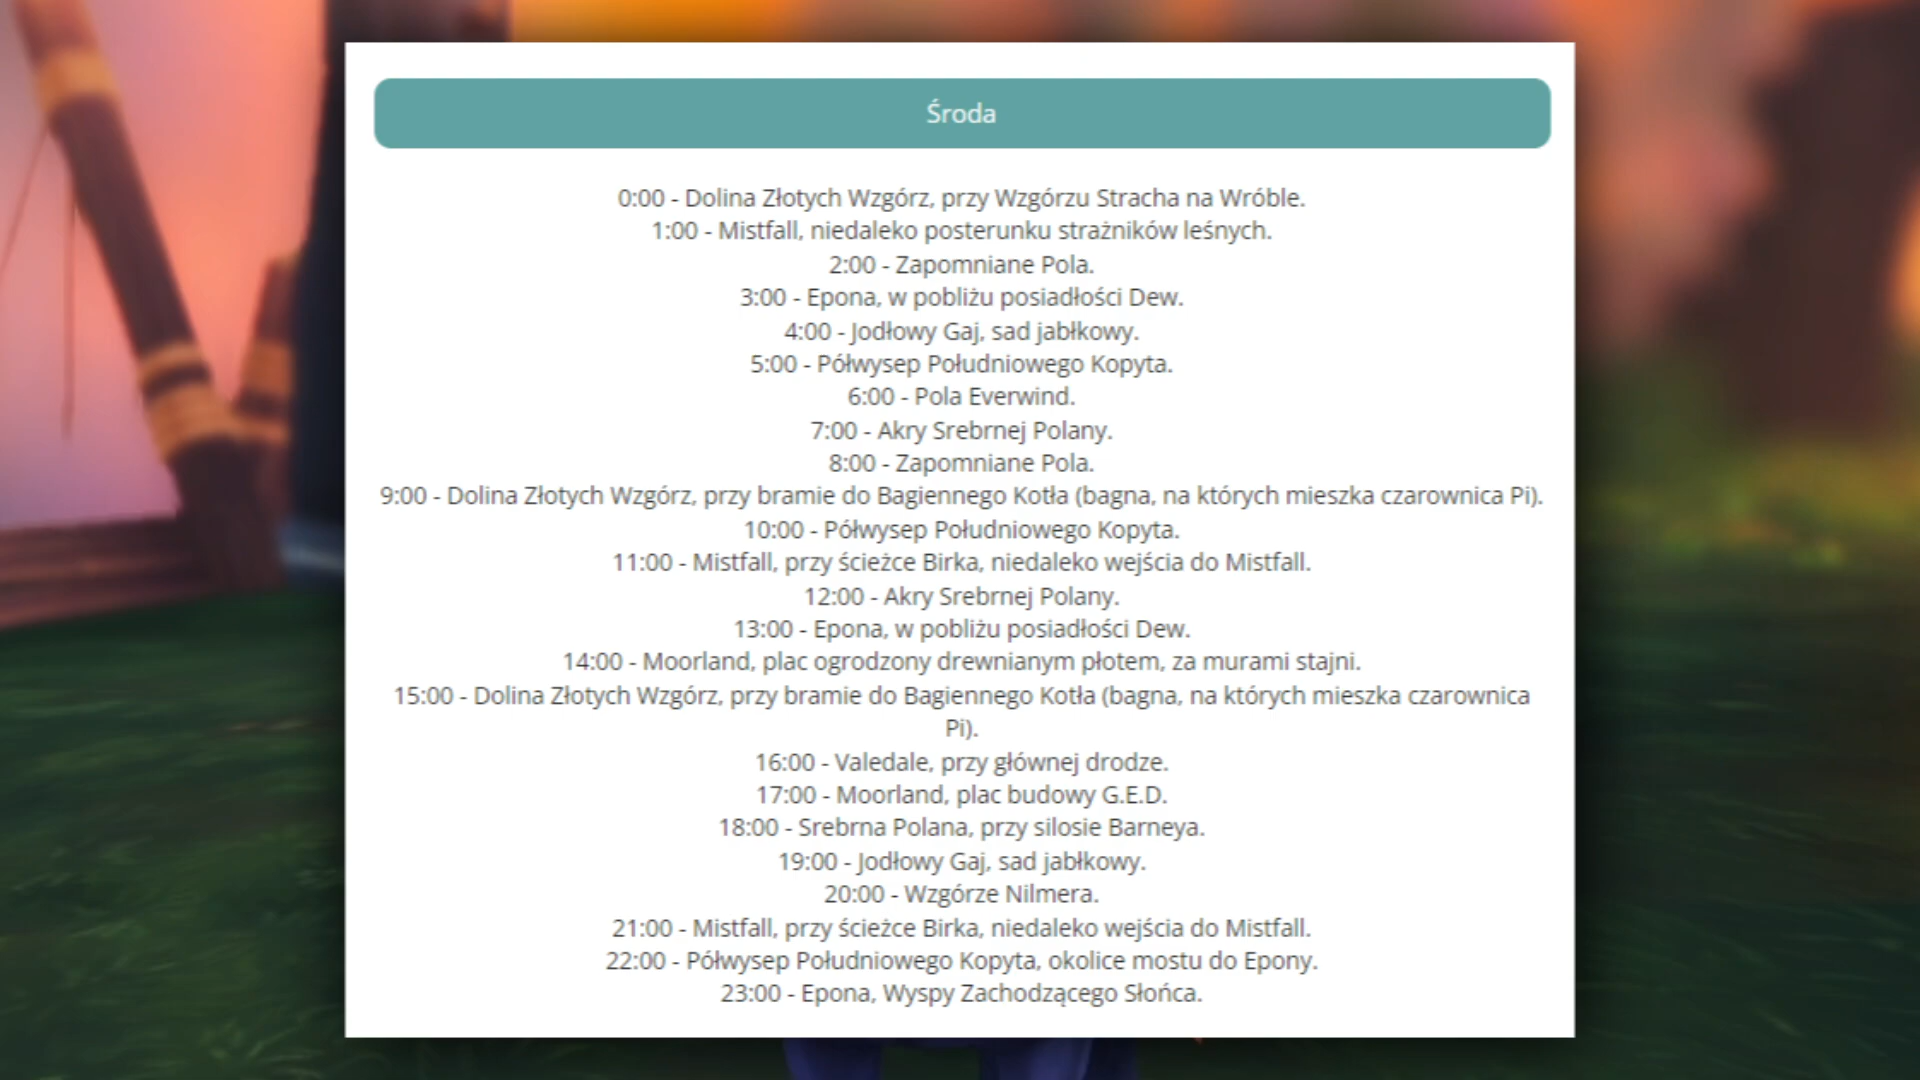 Środa
0:00 - Dolina Złotych Wzgórz, przy Wzgórzu Stracha na Wróble.
1:00 - Mistfall, niedaleko posterunku strażników leśnych.
2:00 - Zapomniane Pola.
3:00 - Epona, w pobliżu posiadłości Dew.
4:00 - Jodłowy Gaj, sad jabłkowy.
5:00 - Półwysep Południowego Kopyta.
6:00 - Pola Everwind.
7:00 - Akry Srebrnej Polany.
8:00 - Zapomniane Pola.
9:00 - Dolina Złotych Wzgórz, przy bramie do Bagiennego Kotła (bagna, na których mieszka czarownica Pi).
10:00 - Półwysep Południowego Kopyta.
11:00 - Mistfall, przy ścieżce Birka, niedaleko wejścia do Mistfall.
12:00 - Akry Srebrnej Polany.
13:00 - Epona, w pobliżu posiadłości Dew.
14:00 - Moorland, plac ogrodzony drewnianym płotem, za murami stajni.
15:00 - Dolina Złotych Wzgórz, przy bramie do Bagiennego Kotła (bagna, na których mieszka czarownica
Pi).
16:00 - Valedale, przy głównej drodze.
17:00 - Moorland, plac budowy G.E.D.
18:00 - Srebrna Polana, przy silosie Barneya.
19:00 - Jodłowy Gaj, sad jabłkowy.
20:00 - Wzgórze Nilmera.
21:00 - Mistfall, przy ścieżce Birka, niedaleko wejścia do Mistfall.
22:00 - Półwysep Południowego Kopyta, okolice mostu do Epony.
23:00 - Epona, Wyspy Zachodzącego Słońca.